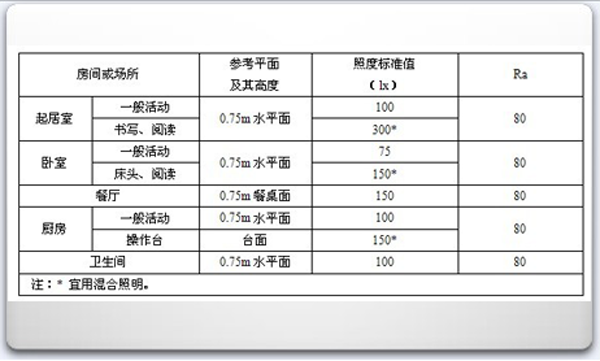 房间或场所 参考平面及其高度 照度标准值（lx） Ra
起居室 一般活动 0.75m 水平面 100 80
书写、阅读 300*
卧室 一般活动 0.75m 水平面 75 80
床头、阅读 150*
餐厅 0.75m 餐桌面 150 80
厨房 一般活动 0.75m 水平面 100 80
操作台 台面 150*
卫生间 0.75m 水平面 100 80
注：* 宜用混合照明。